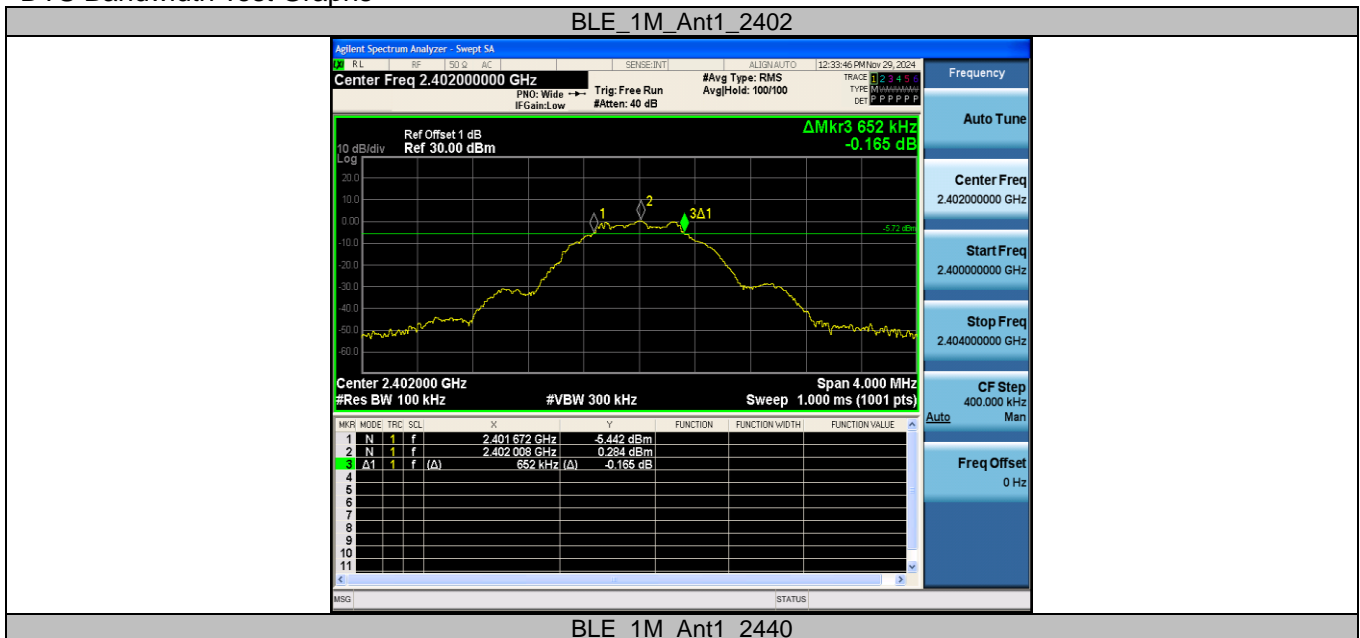 DTS Bandwidth Test Graphs
BLE_1M_Ant1_2402
Agilent Spectrum Analyzer - Swept SA
RL RF 50 Ω AC SENSE:INT ALIGNAUTO 12:33:46 PM Nov 29, 2024
Center Freq 2.402000000 GHz
PNO: Wide
IFGain:Low
Trig: Free Run
#Atten: 40 dB
#Avg Type: RMS
Avg|Hold: 100/100
TRACE 1 2 3 4 5 6
TYPE M
DET P P P P P P
ΔMkr3 652 kHz
-0.165 dB
Ref Offset 1 dB
10 dB/div Ref 30.00 dBm
Log
20.0
10.0
0.00
-10.0
-20.0
-30.0
-40.0
-50.0
-60.0
1
2
3Δ1
-5.72 dBm
Center 2.402000 GHz Span 4.000 MHz
#Res BW 100 kHz #VBW 300 kHz Sweep 1.000 ms (1001 pts)
MKR MODE TRC SCL X Y FUNCTION FUNCTION WIDTH FUNCTION VALUE
1 N 1 f 2.401 672 GHz -5.442 dBm
2 N 1 f 2.402 008 GHz 0.284 dBm
3 Δ1 1 f (Δ) 652 kHz (Δ) -0.165 dB
4
5
6
7
8
9
10
11
MSG STATUS
Frequency
Auto Tune
Center Freq
2.402000000 GHz
Start Freq
2.400000000 GHz
Stop Freq
2.404000000 GHz
CF Step
400.000 kHz
Auto Man
Freq Offset
0 Hz
BLE_1M_Ant1_2440